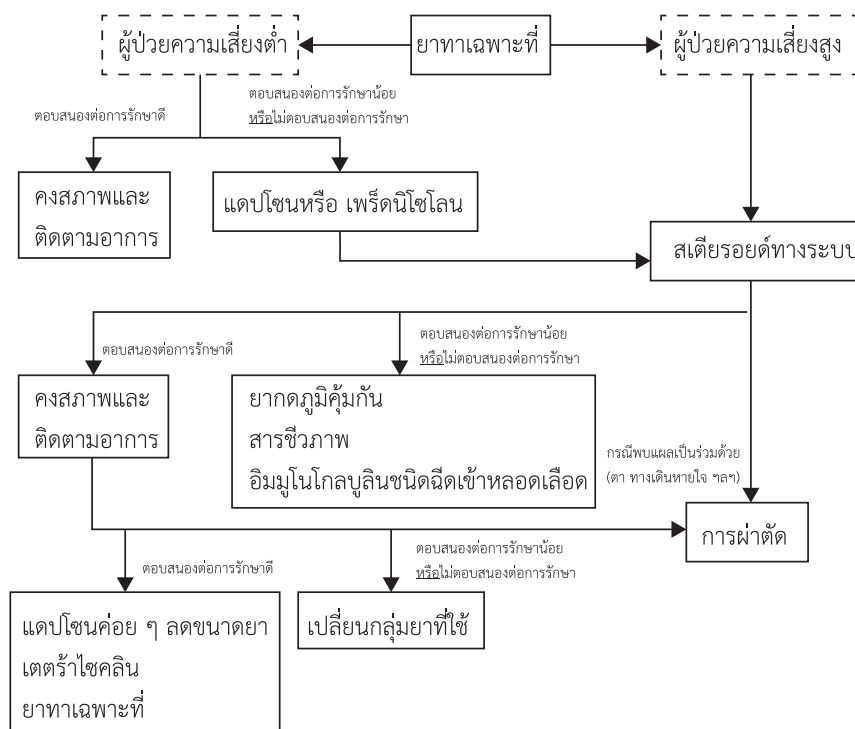 ผู้ป่วยความเสี่ยงต่ำ
ยาทาเฉพาะที่
ผู้ป่วยความเสี่ยงสูง
ตอบสนองต่อการรักษาดี
ตอบสนองต่อการรักษาน้อย
หรือไม่ตอบสนองต่อการรักษา
คงสภาพและ
ติดตามอาการ
แดปโซนหรือ เพร็ดนิโซโลน
สเตียรอยด์ทางระบบ
ตอบสนองต่อการรักษาดี
ตอบสนองต่อการรักษาน้อย
หรือไม่ตอบสนองต่อการรักษา
คงสภาพและ
ติดตามอาการ
ยากดภูมิคุ้มกัน
สารชีวภาพ
อิมมูโนโกลบูลินชนิดฉีดเข้าหลอดเลือด
กรณีพบแผลเป็นร่วมด้วย
(ตา ทางเดินหายใจ ฯลฯ)
การผ่าตัด
ตอบสนองต่อการรักษาดี
ตอบสนองต่อการรักษาน้อย
หรือไม่ตอบสนองต่อการรักษา
แดปโซนค่อย ๆ ลดขนาดยา
เตตร้าไซคลิน
ยาทาเฉพาะที่
เปลี่ยนกลุ่มยาที่ใช้